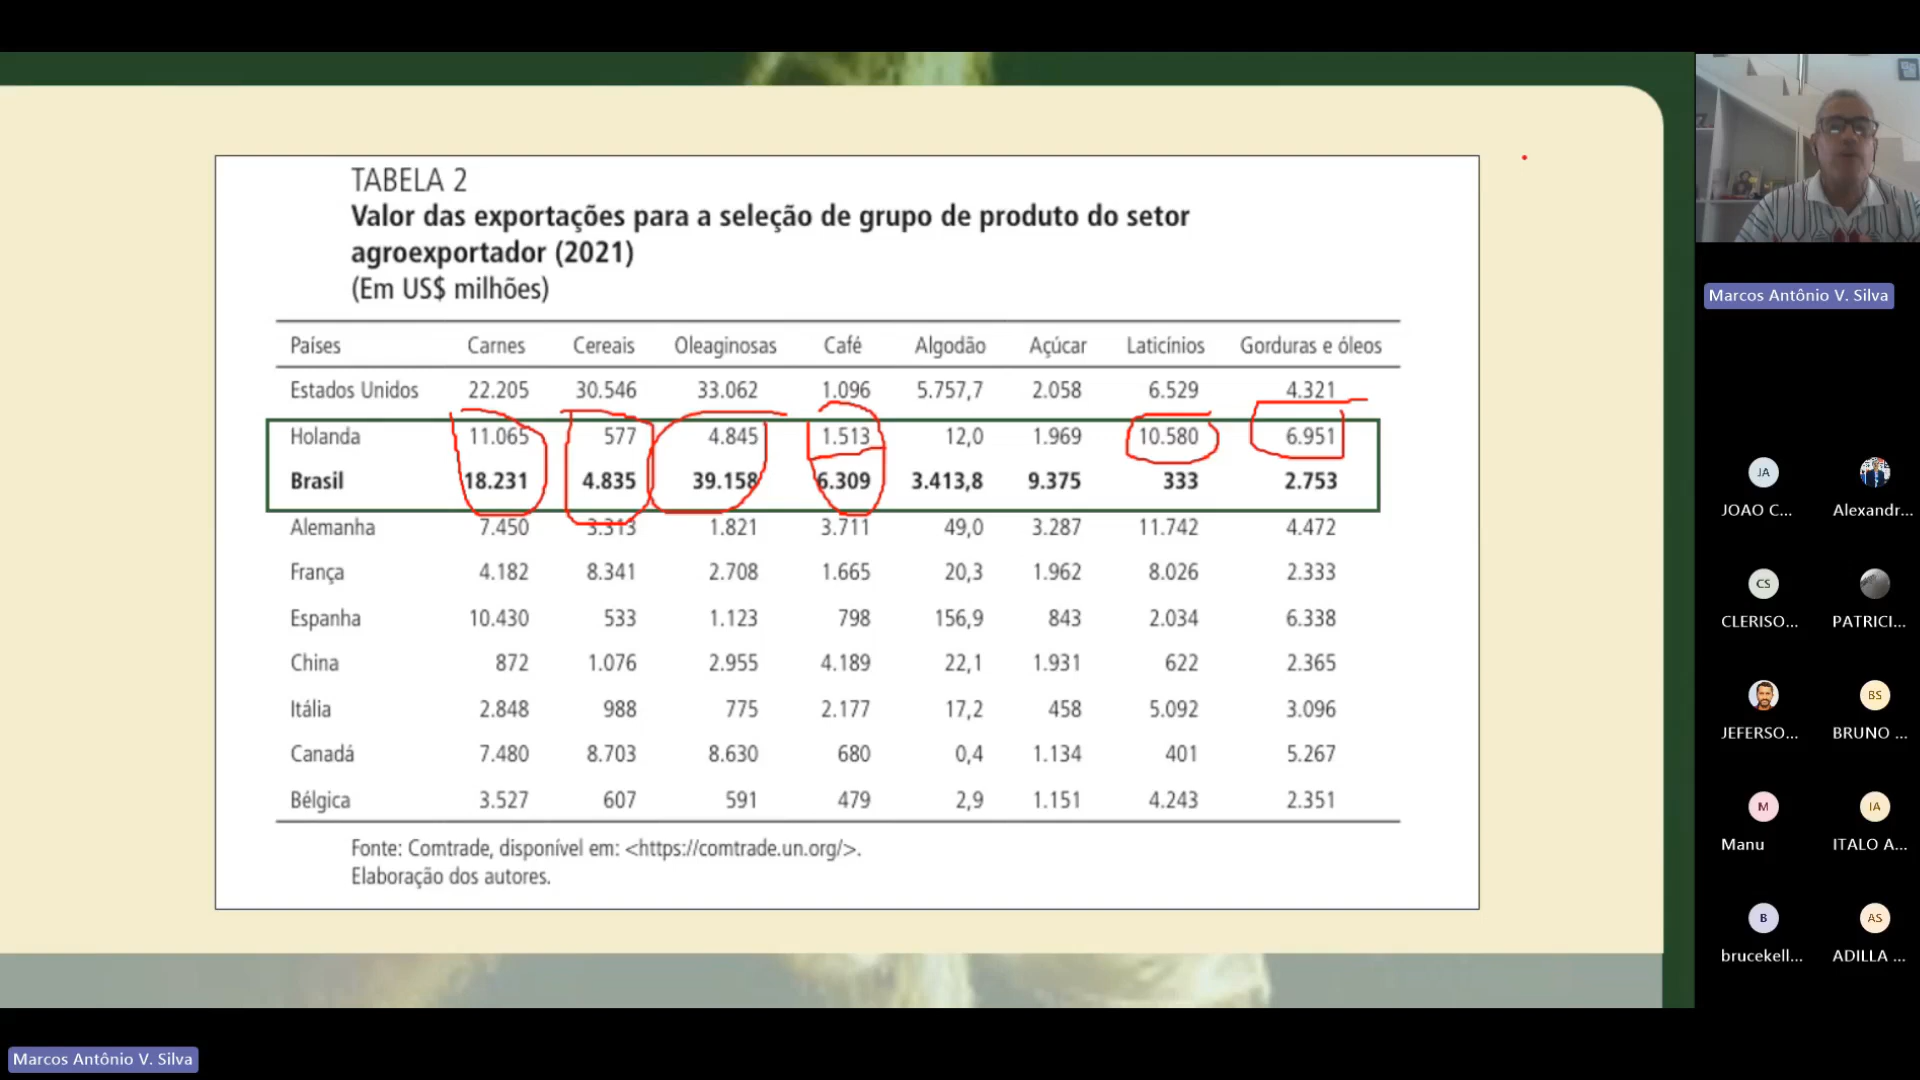 TABELA 2
Valor das exportações para a seleção de grupo de produto do setor
agroexportador (2021)
(Em US$ milhões)
Países Carnes Cereais Oleaginosas Café Algodão Açúcar Laticínios Gorduras e óleos
Estados Unidos 22.205 30.546 33.062 1.096 5.757,7 2.058 6.529 4.321
Holanda 11.065 577 4.845 1.513 12,0 1.969 10.580 6.951
Brasil 18.231 4.835 39.158 6.309 3.413,8 9.375 333 2.753
Alemanha 7.450 3.313 1.821 3.711 49,0 3.287 11.742 4.472
França 4.182 8.341 2.708 1.665 20,3 1.962 8.026 2.333
Espanha 10.430 533 1.123 798 156,9 843 2.034 6.338
China 872 1.076 2.955 4.189 22,1 1.931 622 2.365
Itália 2.848 988 775 2.177 17,2 458 5.092 3.096
Canadá 7.480 8.703 8.630 680 0,4 1.134 401 5.267
Bélgica 3.527 607 591 479 2,9 1.151 4.243 2.351
Fonte: Comtrade, disponível em: <https://comtrade.un.org/>.
Elaboração dos autores.
Marcos Antônio V. Silva
JA
JOAO C... Alexandr...
CS
CLERISO... PATRICI...
BS
JEFERSO... BRUNO ...
M IA
Manu ITALO A...
B AS
brucekell... ADILLA ...
Marcos Antônio V. Silva